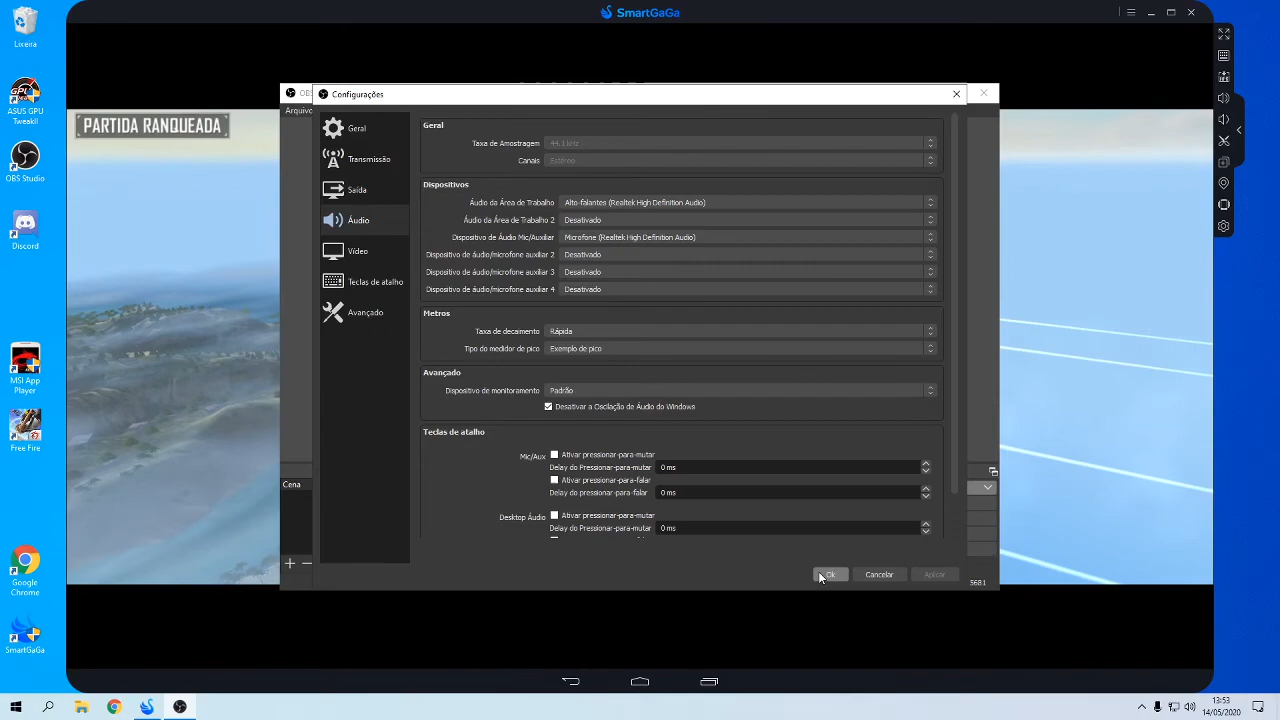 SmartGaGa
Lixeira
ASUS GPU
TweakII
OBS Studio
Discord
MSI App
Player
Free Fire
Google
Chrome
SmartGaGa
PARTIDA RANQUEADA
OBS
Arquivo
Cena
Configurações
Geral
Transmissão
Saída
Áudio
Vídeo
Teclas de atalho
Avançado
Geral
Taxa de Amostragem 44.1kHz
Canais Estéreo
Dispositivos
Áudio da Área de Trabalho Alto-falantes (Realtek High Definition Audio)
Áudio da Área de Trabalho 2 Desativado
Dispositivo de Áudio Mic/Auxiliar Microfone (Realtek High Definition Audio)
Dispositivo de áudio/microfone auxiliar 2 Desativado
Dispositivo de áudio/microfone auxiliar 3 Desativado
Dispositivo de áudio/microfone auxiliar 4 Desativado
Metros
Taxa de decaimento Rápida
Tipo do medidor de pico Exemplo de pico
Avançado
Dispositivo de monitoramento Padrão
Desativar a Oscilação de Áudio do Windows
Teclas de atalho
Mic/Aux Ativar pressionar-para-mutar
Delay do Pressionar-para-mutar 0 ms
Ativar pressionar-para-falar
Delay do pressionar-para-falar 0 ms
Desktop Áudio Ativar pressionar-para-mutar
Delay do Pressionar-para-mutar 0 ms
Ok Cancelar Aplicar
5681
13:53
14/05/2020